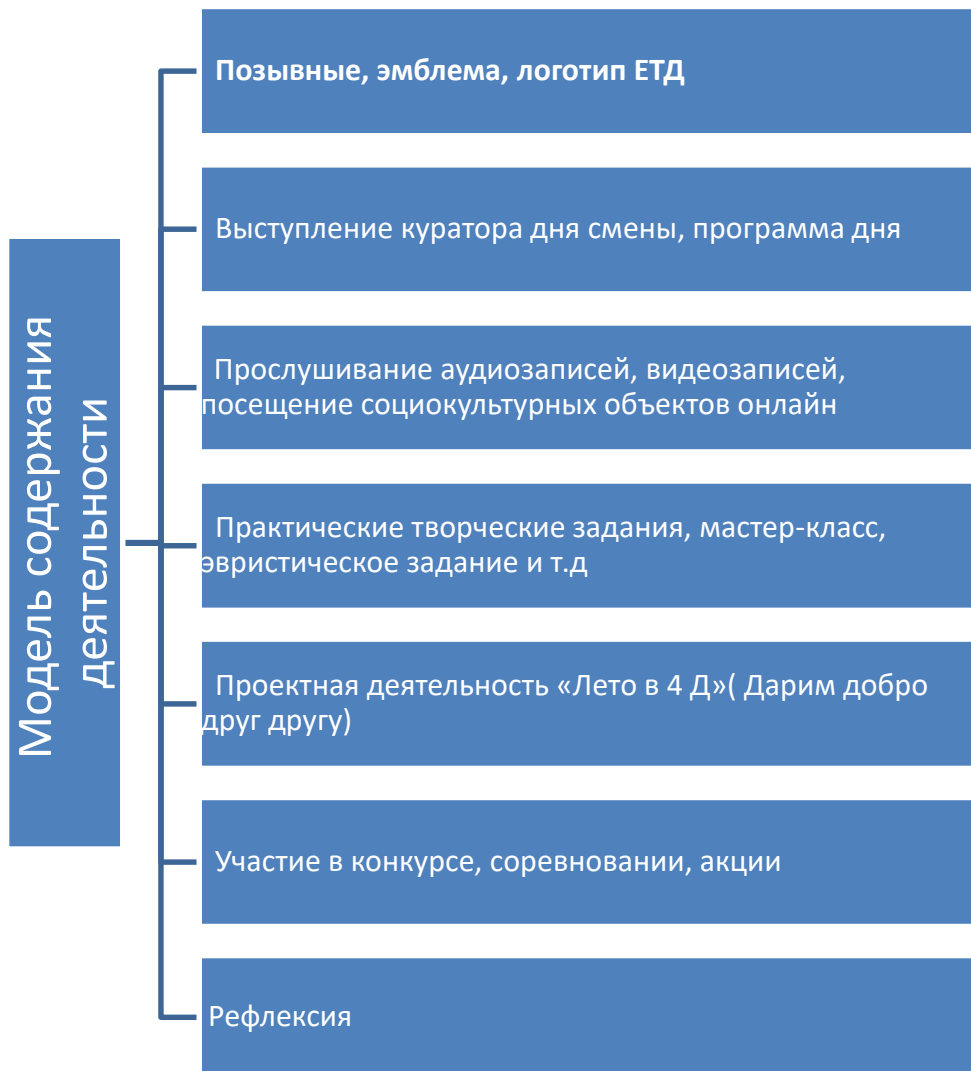 Модель содержания
деятельности
Позывные, эмблема, логотип ЕТД
Выступление куратора дня смены, программа дня
Прослушивание аудиозаписей, видеозаписей,
посещение социокультурных объектов онлайн
Практические творческие задания, мастер-класс,
эвристическое задание и т.д
Проектная деятельность «Лето в 4 Д»( Дарим добро
друг другу)
Участие в конкурсе, соревновании, акции
Рефлексия